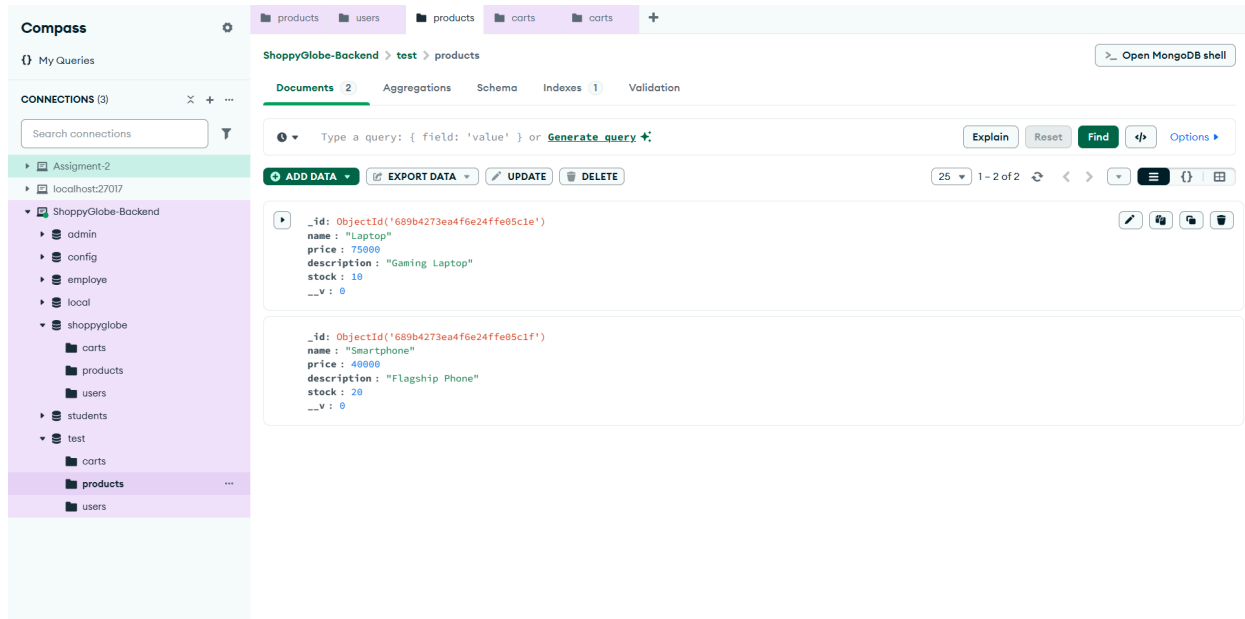 Compass
My Queries
CONNECTIONS (3)
Search connections
Assigment-2
localhost:27017
ShoppyGlobe-Backend
admin
config
employe
local
shoppyglobe
carts
products
users
students
test
carts
products
users
products users products carts carts
ShoppyGlobe-Backend > test > products
>_ Open MongoDB shell
Documents 2 Aggregations Schema Indexes 1 Validation
Type a query: { field: 'value' } or Generate query
Explain Reset Find </> Options
ADD DATA EXPORT DATA UPDATE DELETE
25 1 – 2 of 2 {}
_id: ObjectId('689b4273ea4f6e24ffe05c1e')
name : "Laptop"
price : 75000
description : "Gaming Laptop"
stock : 10
__v : 0
_id: ObjectId('689b4273ea4f6e24ffe05c1f')
name : "Smartphone"
price : 40000
description : "Flagship Phone"
stock : 20
__v : 0